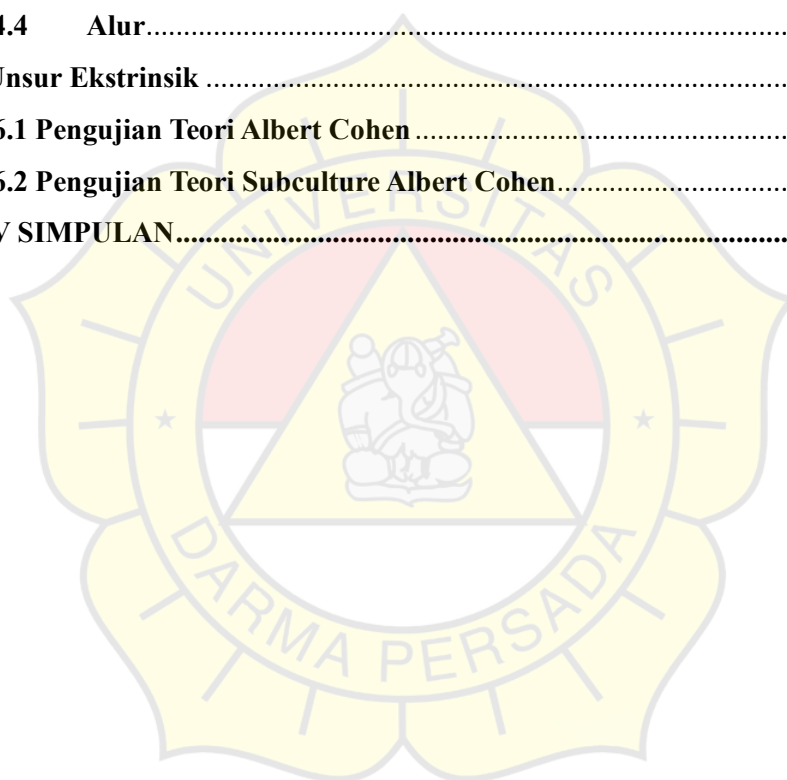 4.4 Alur................................................................................................
Unsur Ekstrinsik ................................................................................
6.1 Pengujian Teori Albert Cohen ..................................................
6.2 Pengujian Teori Subculture Albert Cohen...............................
V SIMPULAN.....................................................................................
UNIVERSITAS
DARMA PERSADA